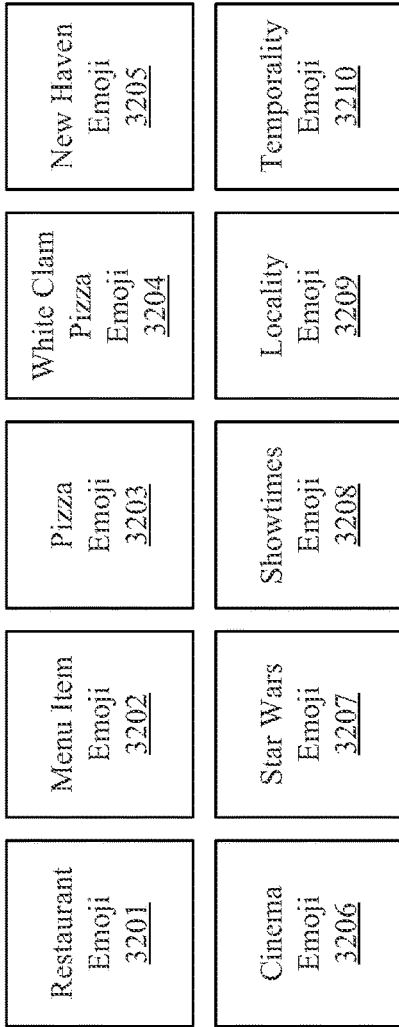 Restaurant
Emoji
3201
Menu Item
Emoji
3202
Pizza
Emoji
3203
White Clam
Pizza
Emoji
3204
New Haven
Emoji
3205
Cinema
Emoji
3206
Star Wars
Emoji
3207
Showtimes
Emoji
3208
Locality
Emoji
3209
Temporality
Emoji
3210